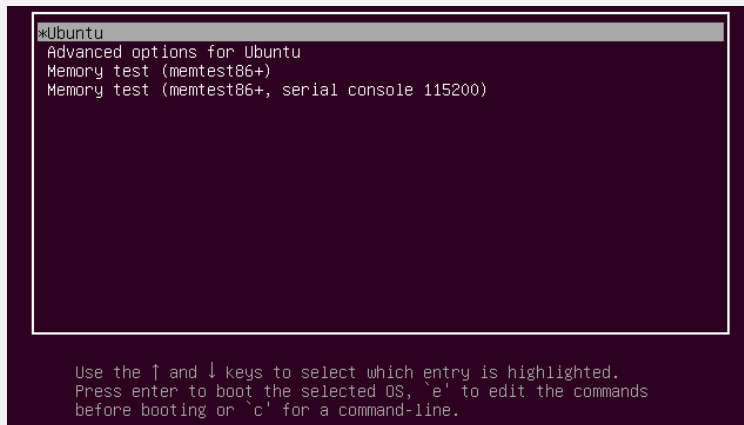 *Ubuntu
Advanced options for Ubuntu
Memory test (memtest86+)
Memory test (memtest86+, serial console 115200)
Use the ↑ and ↓ keys to select which entry is highlighted.
Press enter to boot the selected OS, `e' to edit the commands
before booting or `c' for a command-line.